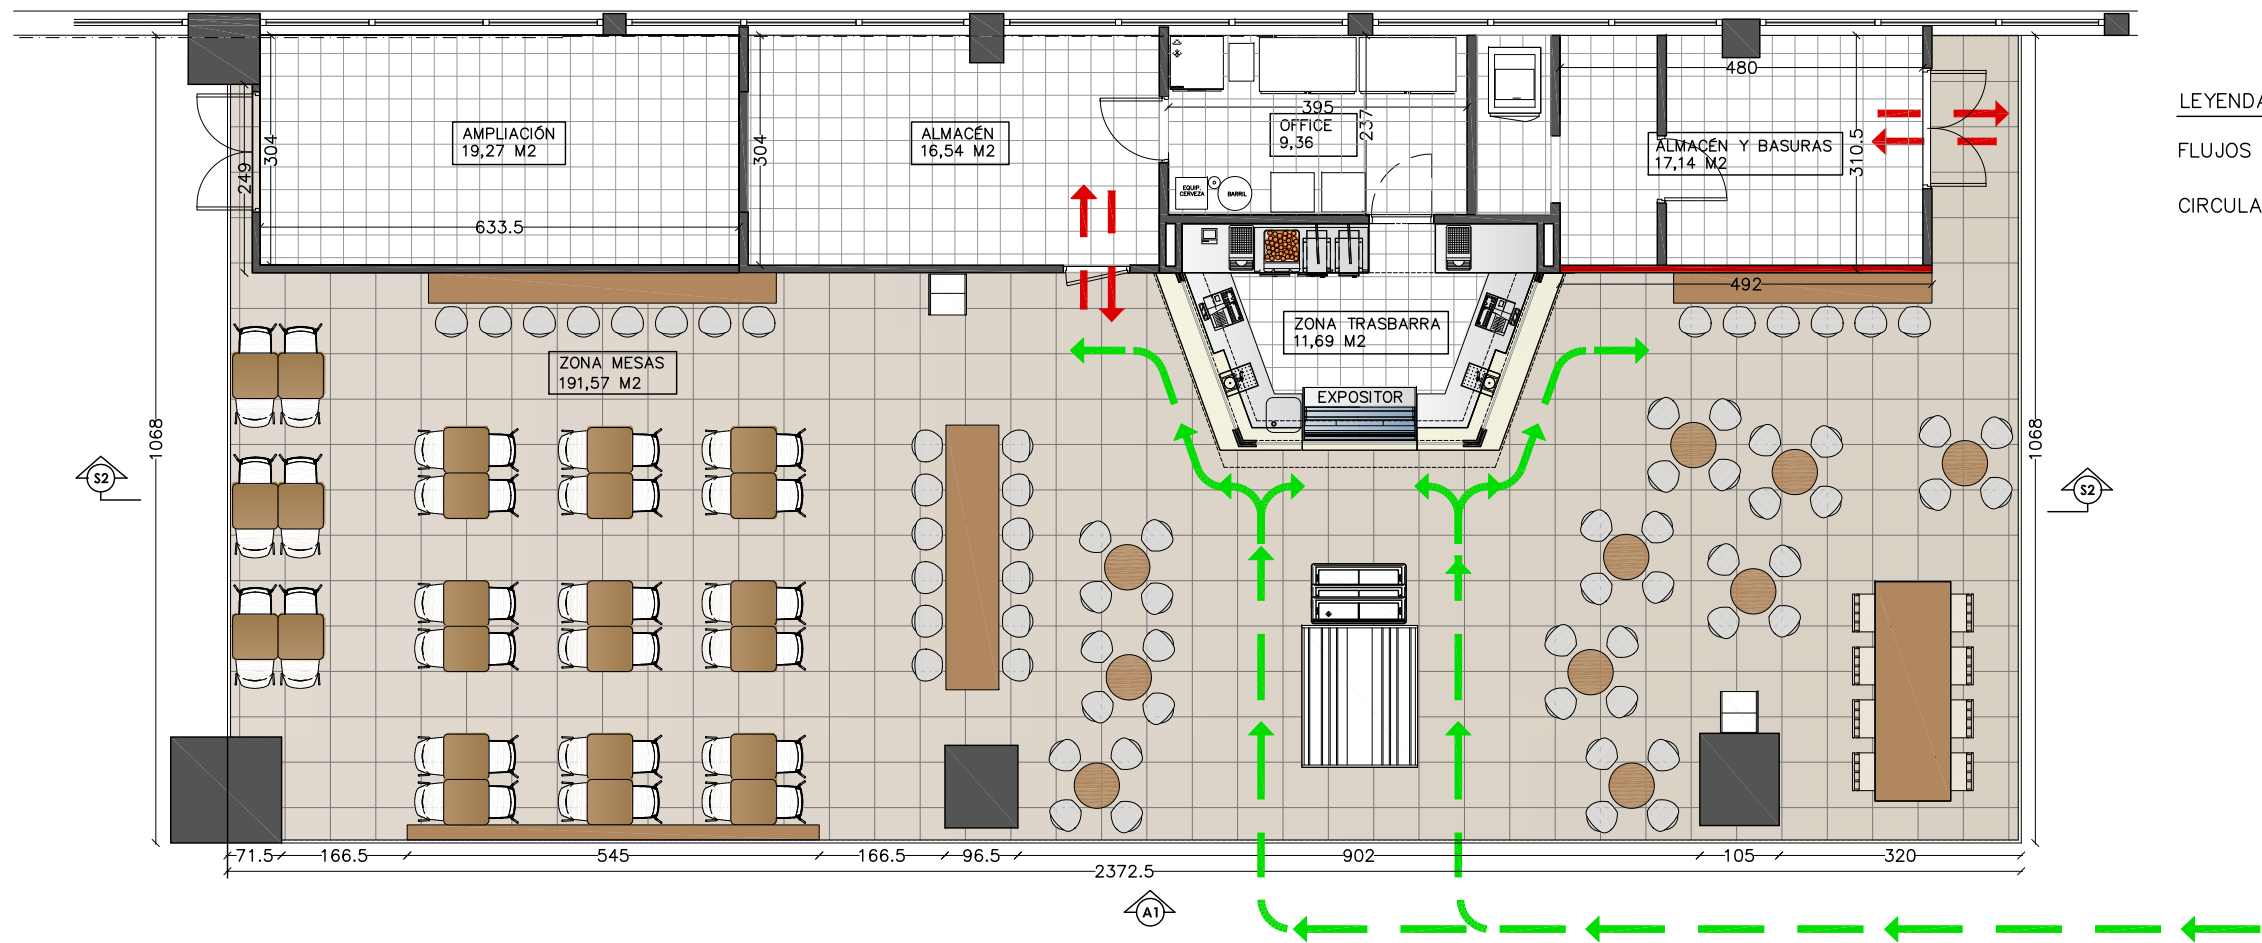 LEYENDA
FLUJOS
CIRCULA
AMPLIACIÓN
19,27 M2
304
249
633.5
ALMACÉN
16,54 M2
304
395
237
OFFICE
9,36
EQUIP.
CERVEZA
BARRIL
480
ALMACÉN Y BASURAS
17,14 M2
310.5
492
ZONA TRASBARRA
11,69 M2
EXPOSITOR
ZONA MESAS
191,57 M2
1068
1068
S2
S2
71.5
166.5
545
166.5
96.5
902
105
320
2372.5
A1